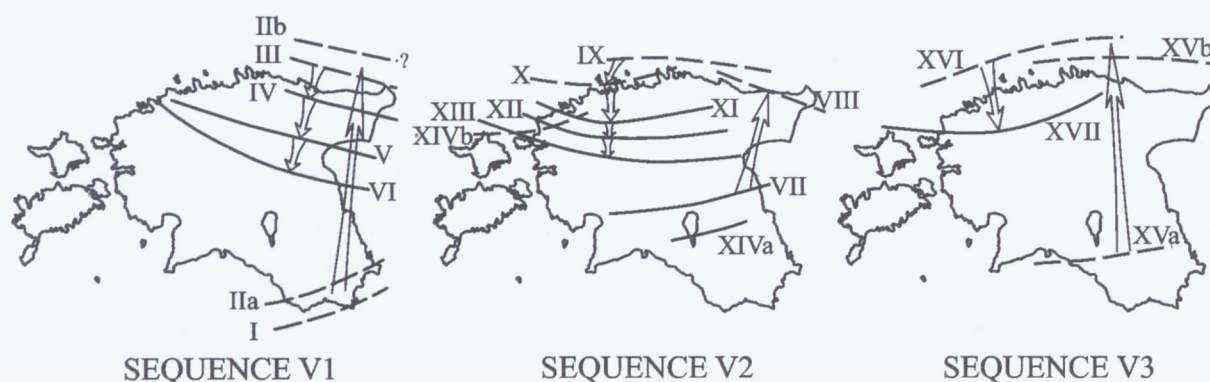 IIb
III
?
IV
V
VI
IIa
I
SEQUENCE V1
IX
X
VIII
XIII
XII
XI
XIVb
VII
XIVa
SEQUENCE V2
XVI
XVb
XVII
XVa
SEQUENCE V3